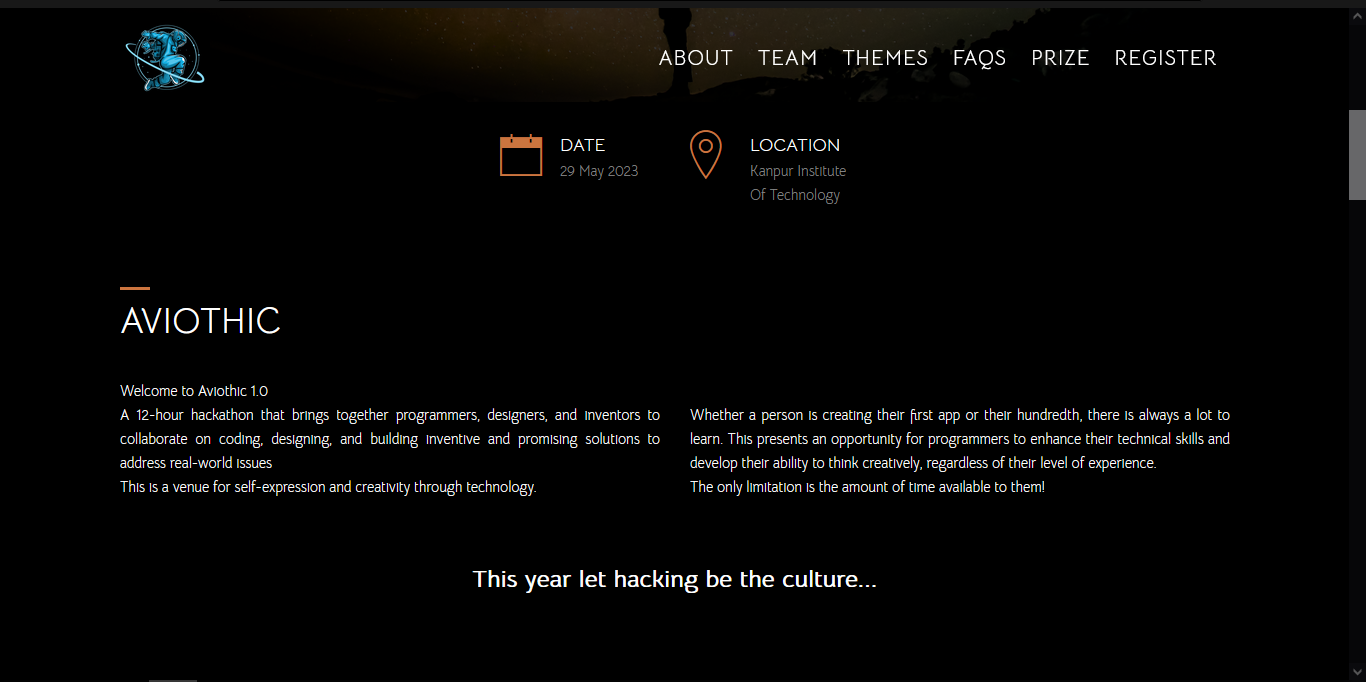 ABOUT TEAM THEMES FAQS PRIZE REGISTER
DATE
29 May 2023
LOCATION
Kanpur Institute
Of Technology
AVIOTHIC
Welcome to Aviothic 1.0
A 12-hour hackathon that brings together programmers, designers, and inventors to
collaborate on coding, designing, and building inventive and promising solutions to
address real-world issues
This is a venue for self-expression and creativity through technology.
Whether a person is creating their first app or their hundredth, there is always a lot to
learn. This presents an opportunity for programmers to enhance their technical skills and
develop their ability to think creatively, regardless of their level of experience.
The only limitation is the amount of time available to them!
This year let hacking be the culture...